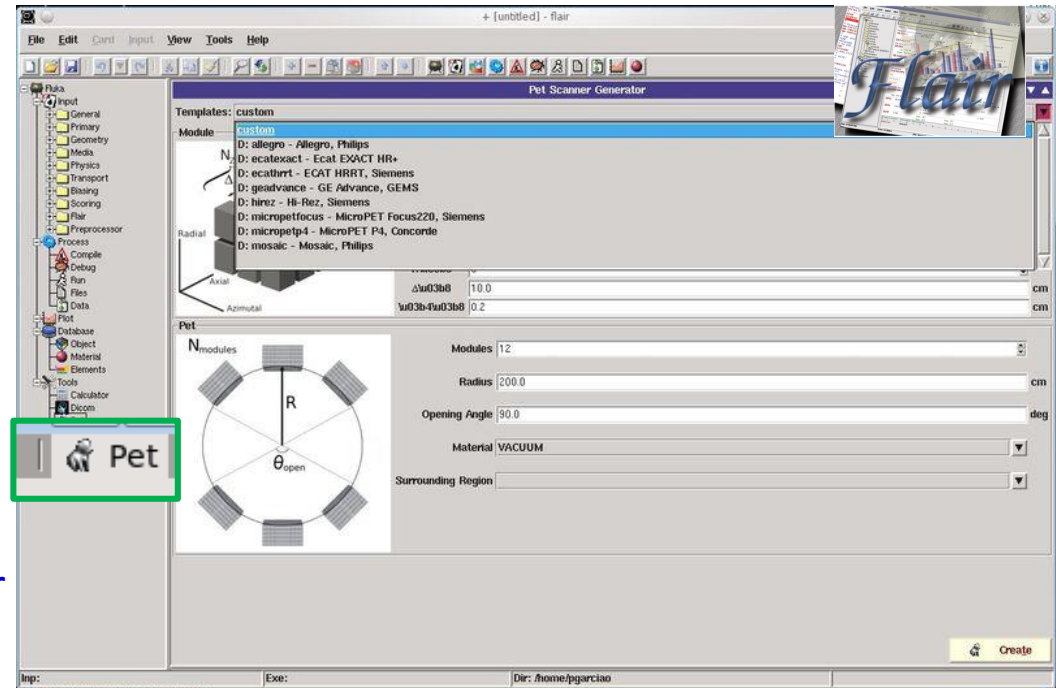 + [untitled] - flair
File Edit Card Input View Tools Help
Flair
Fluka
Input
General
Primary
Geometry
Media
Physics
Transport
Biasing
Scoring
Flair
Preprocessor
Process
Compile
Debug
Run
Files
Data
Plot
Database
Object
Material
Elements
Tools
Calculator
Dicom
Pet
Pet Scanner Generator
Templates: custom
Module
custom
D: allegro - Allegro, Philips
D: ecatexact - Ecat EXACT HR+
D: ecathrrt - ECAT HRRT, Siemens
D: geadvance - GE Advance, GEMS
D: hirez - Hi-Rez, Siemens
D: micropetfocus - MicroPET Focus220, Siemens
D: micropetp4 - MicroPET P4, Concorde
D: mosaic - Mosaic, Philips
Radial
Axial
Azimutal
Δ\u03b8 10.0 cm
\u03b4\u03b8 0.2 cm
Pet
Nmodules
R
θopen
Modules 12
Radius 200.0 cm
Opening Angle 90.0 deg
Material VACUUM
Surrounding Region
Create
Inp: Exe: Dir: /home/pgarciao